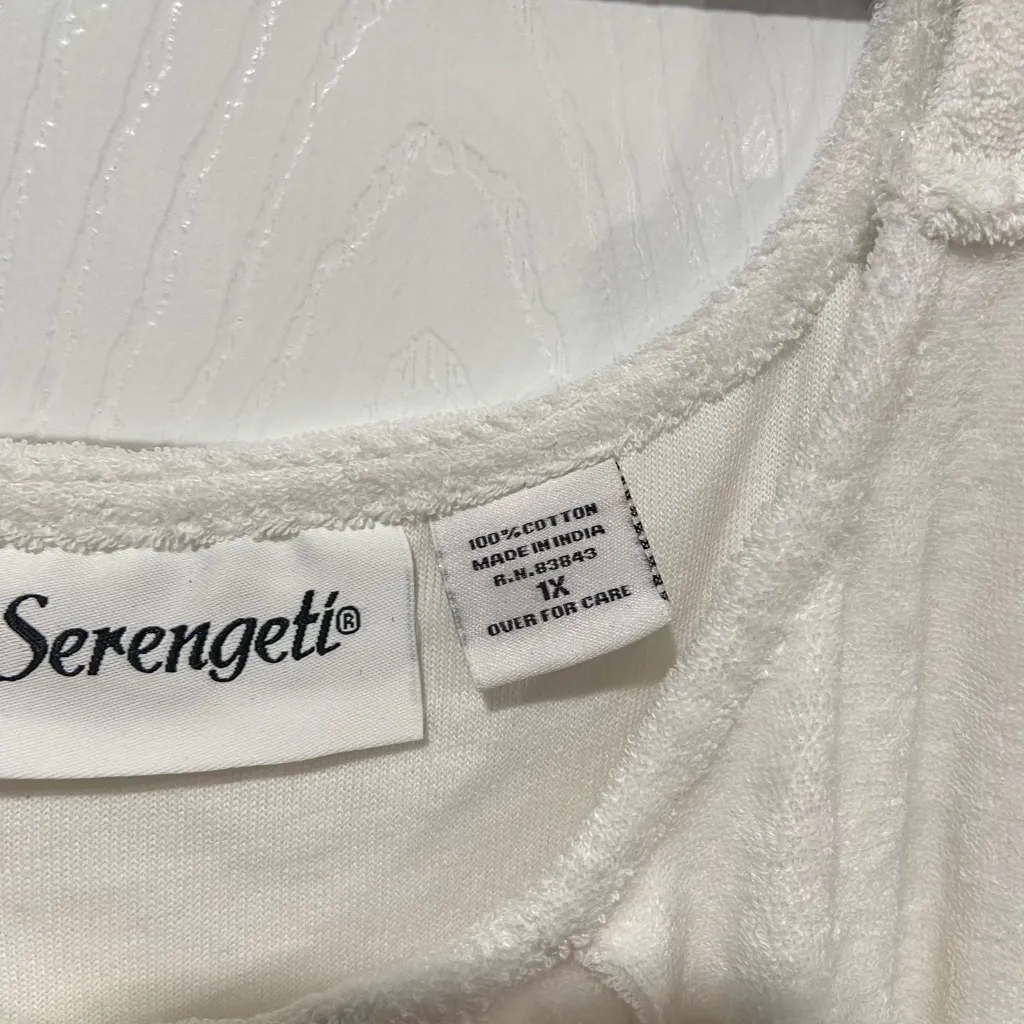 Serengeti®
100% COTTON
MADE IN INDIA
R.N.83843
1X
OVER FOR CARE